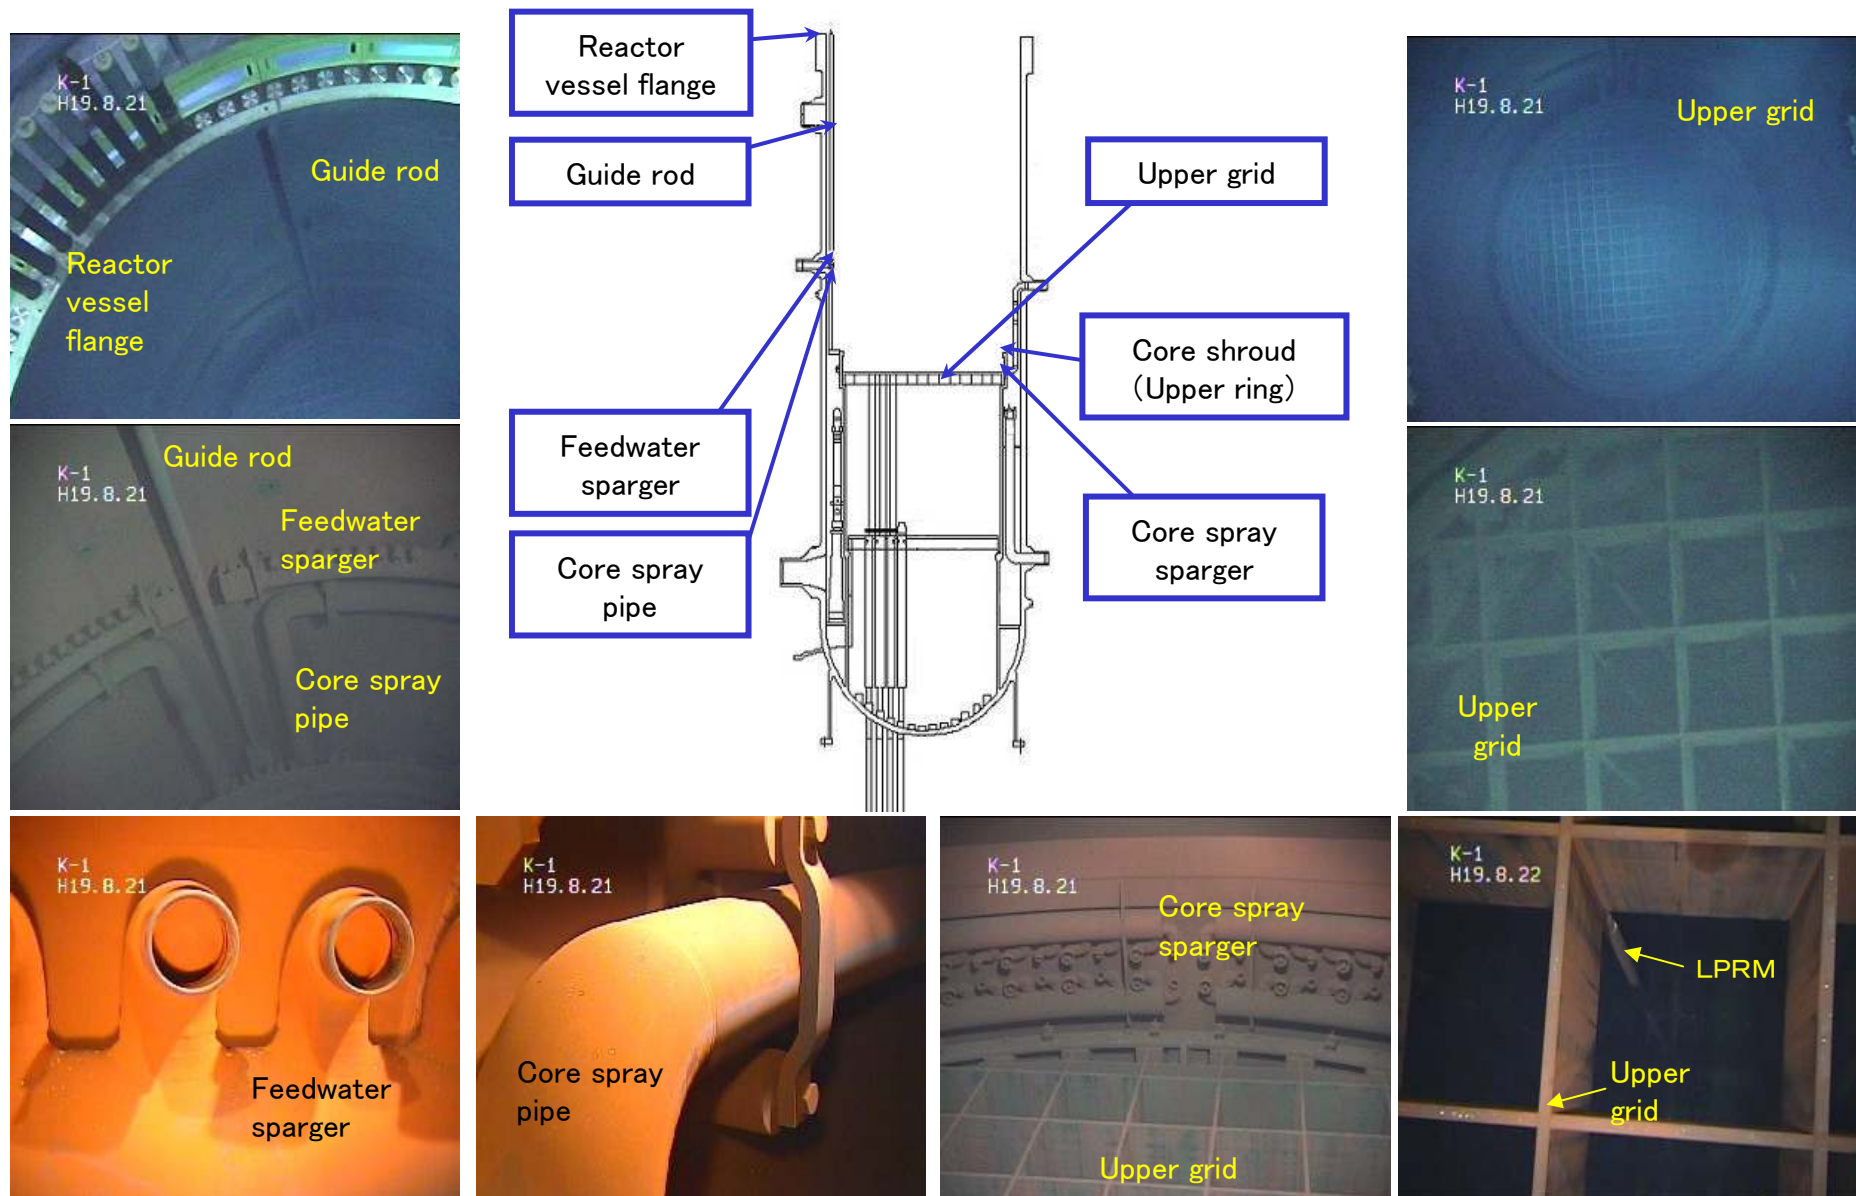 K-1
H19.8.21
Guide rod
Reactor
vessel
flange
Reactor
vessel flange
Guide rod
Upper grid
Core shroud
(Upper ring)
Feedwater
sparger
Core spray
pipe
Core spray
sparger
K-1
H19.8.21
Upper grid
K-1
H19.8.21
Guide rod
Feedwater
sparger
Core spray
pipe
K-1
H19.8.21
Upper
grid
K-1
H19.8.21
Feedwater
sparger
K-1
H19.8.21
Core spray
pipe
K-1
H19.8.21
Core spray
sparger
Upper grid
K-1
H19.8.22
LPRM
Upper
grid